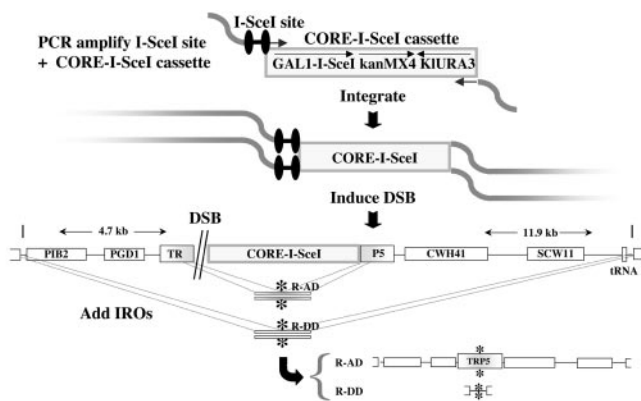 I-SceI site
PCR amplify I-SceI site
+ CORE-I-SceI cassette
CORE-I-SceI cassette
GAL1-I-SceI kanMX4 KlURA3
Integrate
CORE-I-SceI
Induce DSB
DSB
4.7 kb
11.9 kb
PIB2
PGD1
TR
CORE-I-SceI
P5
CWH41
SCW11
tRNA
* R-AD
*
Add IROs
* R-DD
*
R-AD
*
TRP5
*
R-DD
*
*